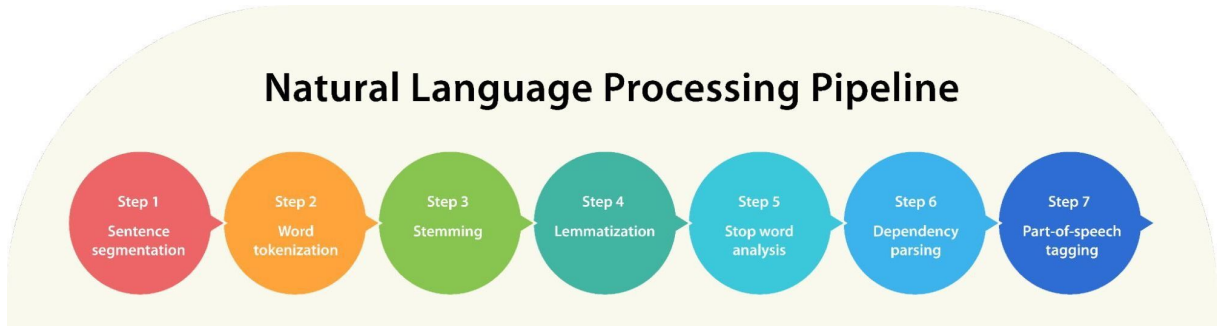 Natural Language Processing Pipeline
Step 1
Sentence
segmentation
Step 2
Word
tokenization
Step 3
Stemming
Step 4
Lemmatization
Step 5
Stop word
analysis
Step 6
Dependency
parsing
Step 7
Part-of-speech
tagging